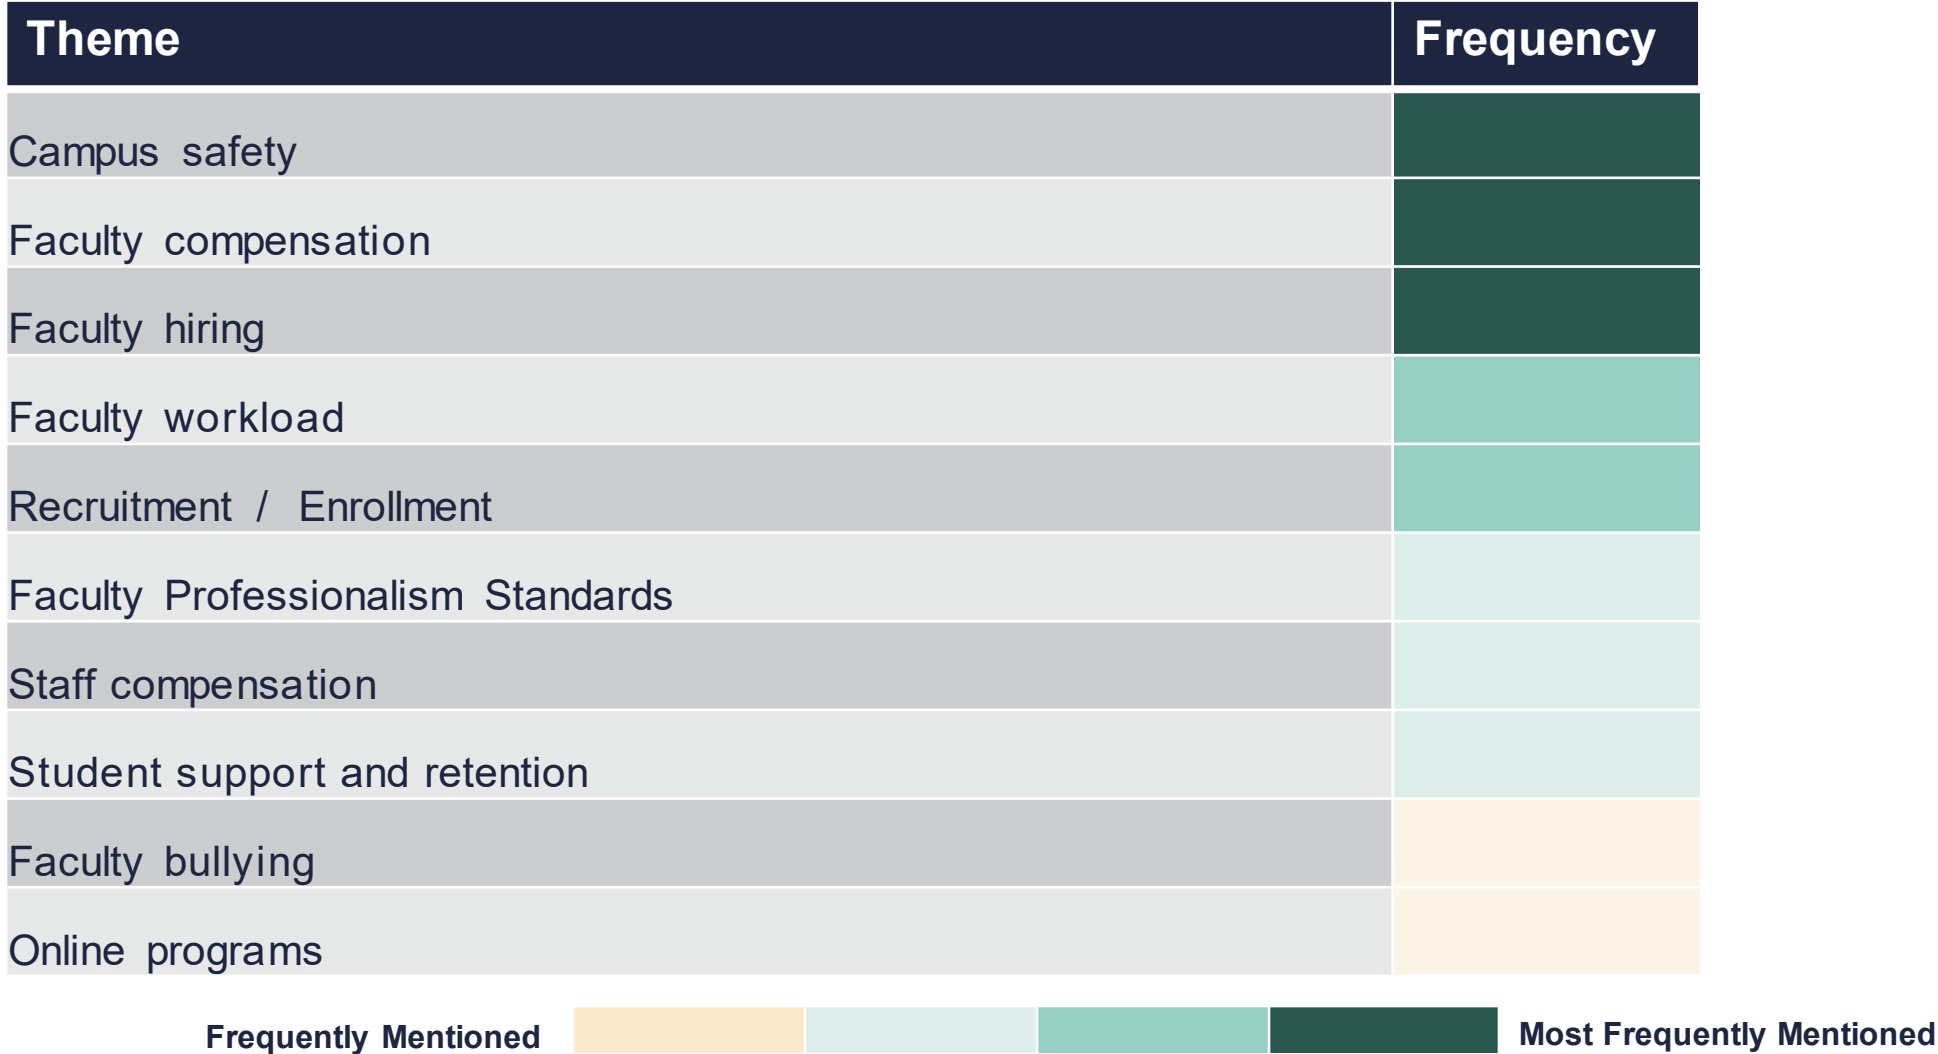 Theme Frequency
Campus safety
Faculty compensation
Faculty hiring
Faculty workload
Recruitment / Enrollment
Faculty Professionalism Standards
Staff compensation
Student support and retention
Faculty bullying
Online programs
Frequently Mentioned Most Frequently Mentioned